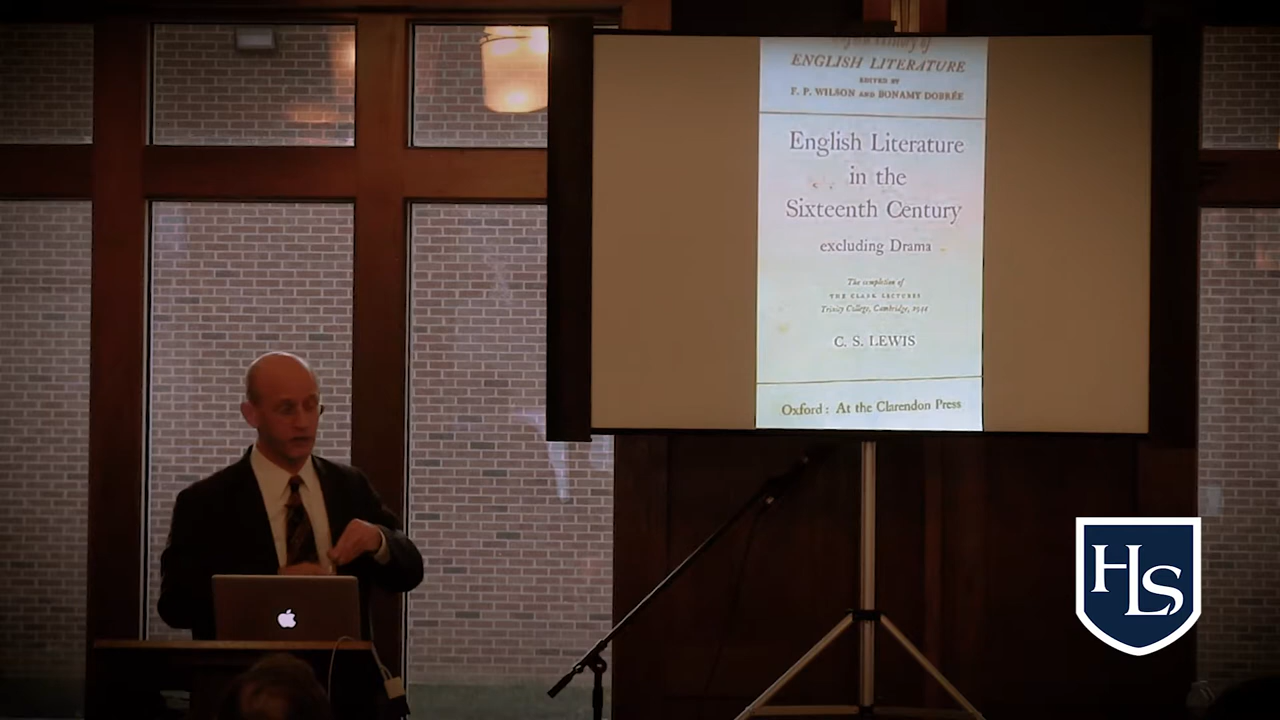 ENGLISH LITERATURE
EDITED BY
F. P. WILSON AND BONAMY DOBRÉE
English Literature
in the
Sixteenth Century
excluding Drama
The completion of
THE CLARK LECTURES
Trinity College, Cambridge, 1944
C. S. LEWIS
Oxford: At the Clarendon Press
HLS